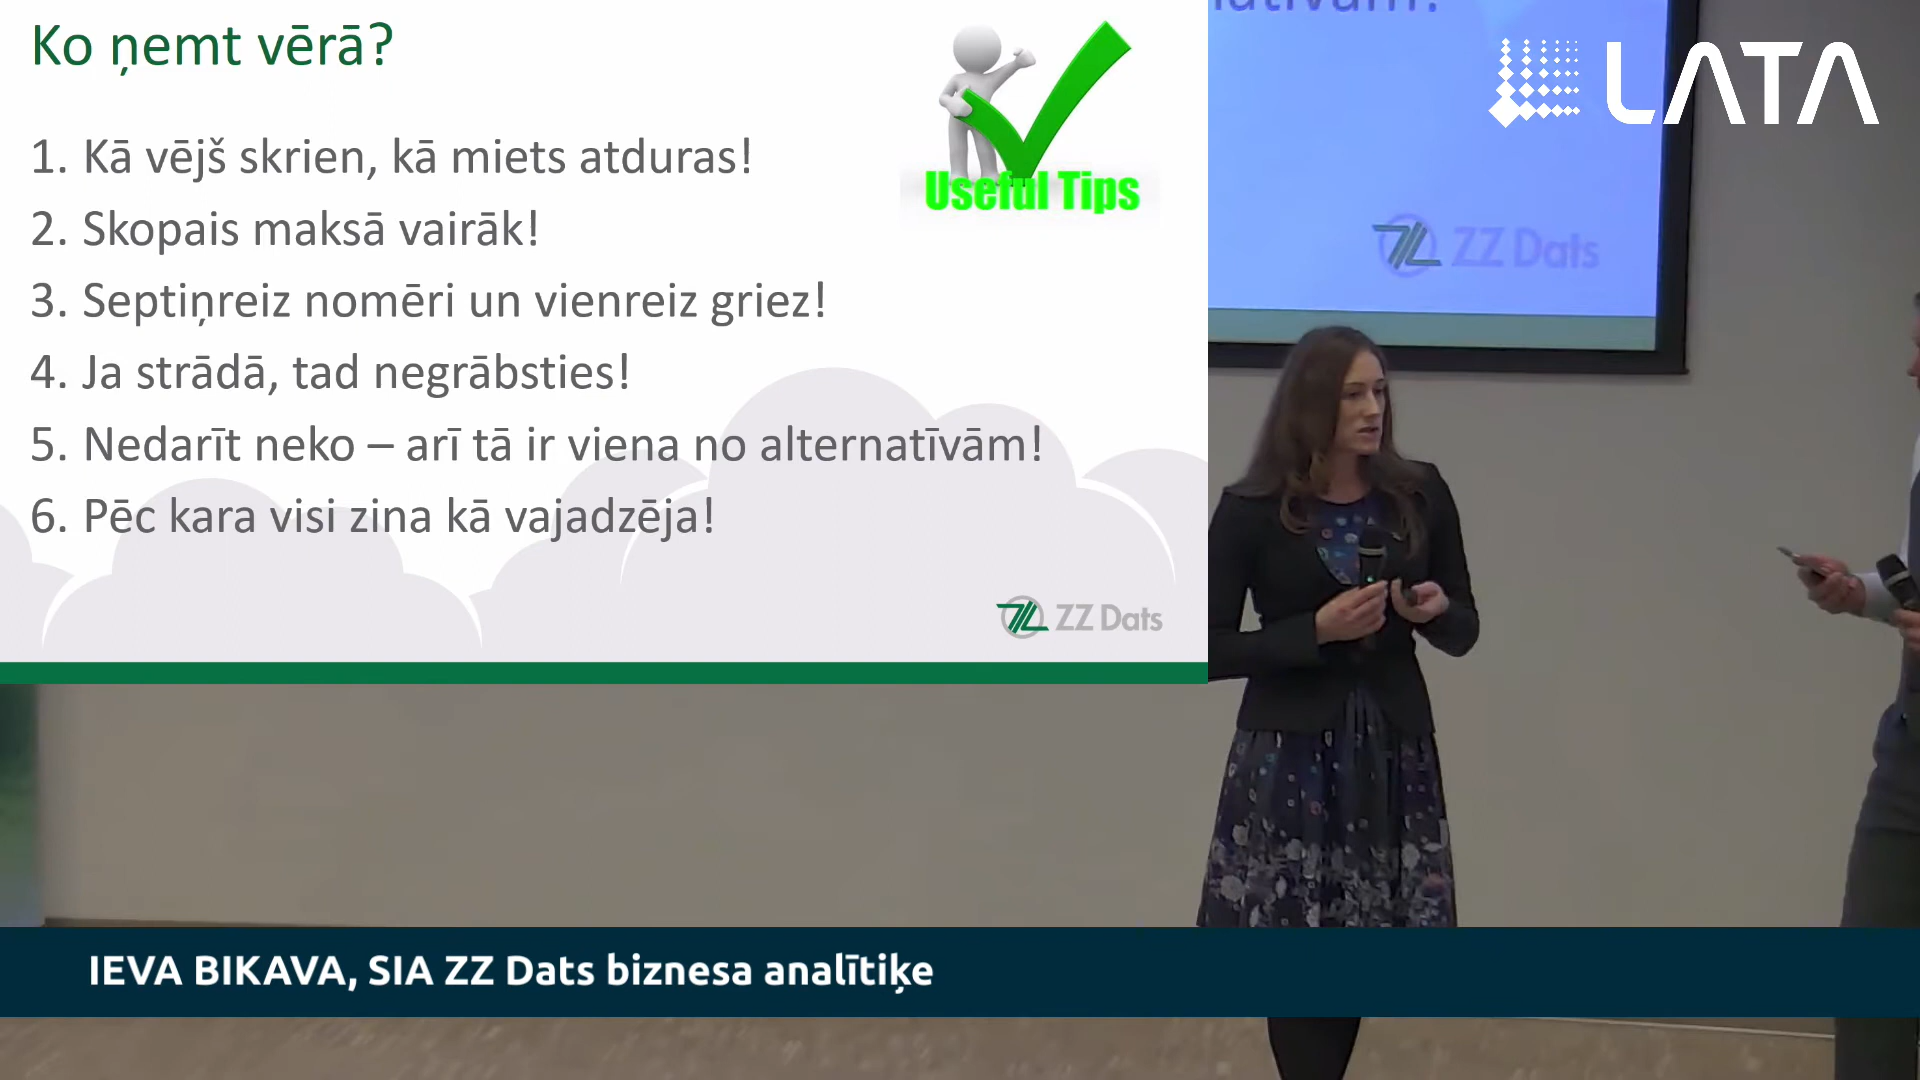 Ko ņemt vērā?
1. Kā vējš skrien, kā miets atduras!
2. Skopais maksā vairāk!
3. Septiņreiz nomēri un vienreiz griez!
4. Ja strādā, tad negrābsties!
5. Nedarīt neko – arī tā ir viena no alternatīvām!
6. Pēc kara visi zina kā vajadzēja!
Useful Tips
ZZ Dats
LATA
ZZ Dats
IEVA BIKAVA, SIA ZZ Dats biznesa analītiķe